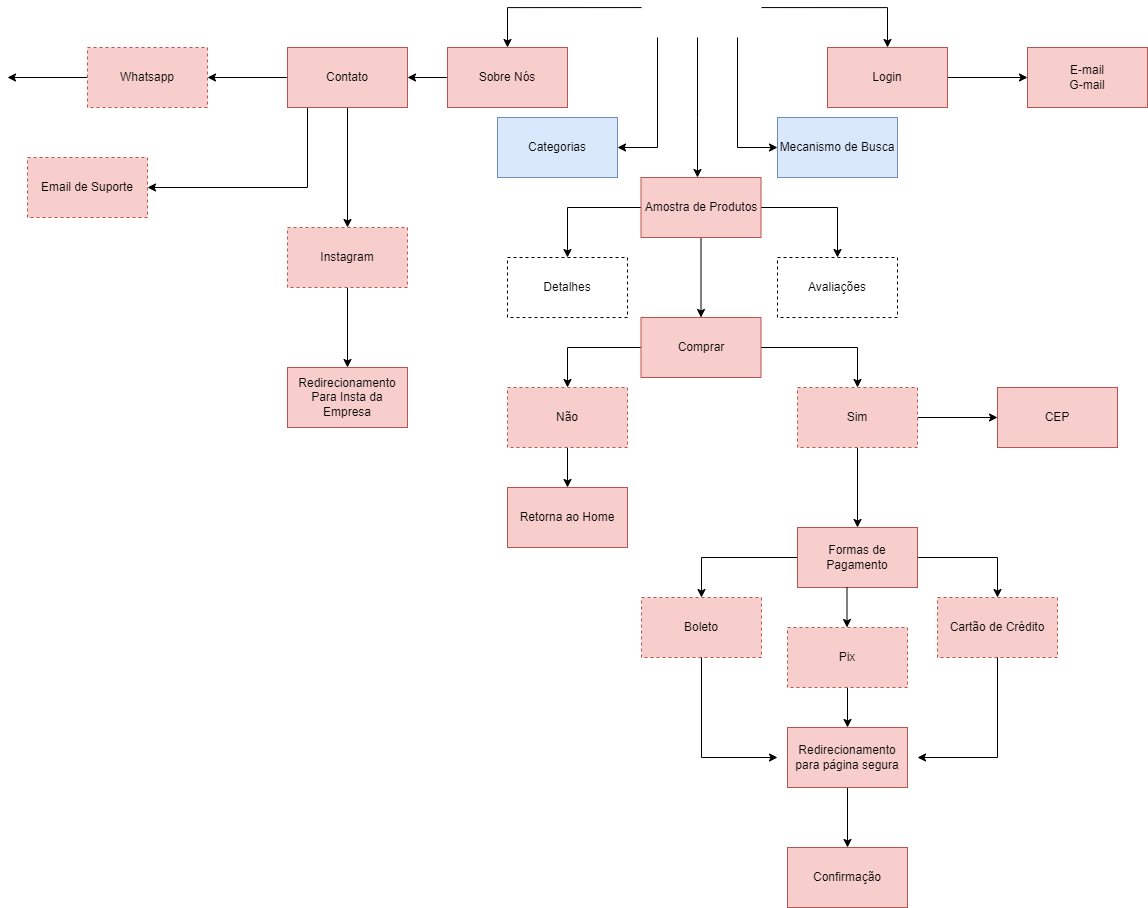 Whatsapp
Contato
Sobre Nós
Login
E-mail
G-mail
Categorias
Mecanismo de Busca
Email de Suporte
Amostra de Produtos
Instagram
Detalhes
Avaliações
Comprar
Redirecionamento
Para Insta da
Empresa
Não
Sim
CEP
Retorna ao Home
Formas de
Pagamento
Boleto
Pix
Cartão de Crédito
Redirecionamento
para página segura
Confirmação